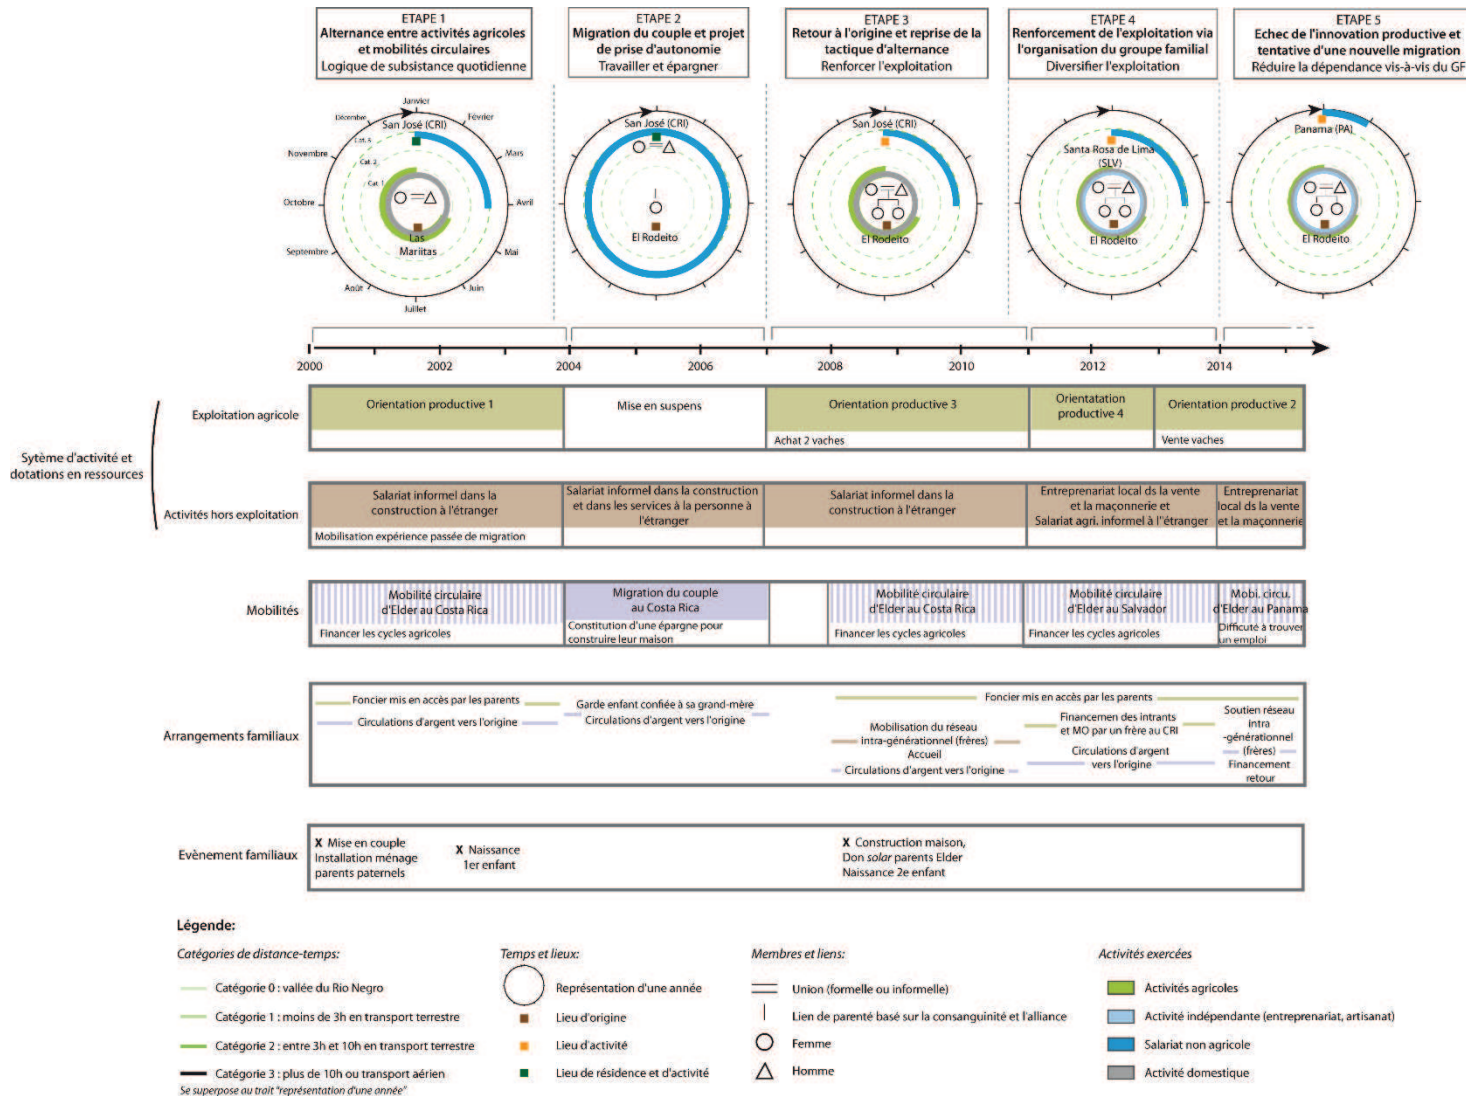 ETAPE 1
Alternance entre activités agricoles
et mobilités circulaires
Logique de subsistance quotidienne
ETAPE 2
Migration du couple et projet
de prise d'autonomie
Travailler et épargner
ETAPE 3
Retour à l'origine et reprise de la
tactique d'alternance
Renforcer l'exploitation
ETAPE 4
Renforcement de l'exploitation via
l'organisation du groupe familial
Diversifier l'exploitation
ETAPE 5
Echec de l'innovation productive et
tentative d'une nouvelle migration
Réduire la dépendance vis-à-vis du GF
Janvier
Février
Mars
Avril
Mai
Juin
Juillet
Août
Septembre
Octobre
Novembre
Décembre
San José (CRI)
Cat. 2
Cat. 1
Las
Mariitas
San José (CRI)
El Rodeito
San José (CRI)
El Rodeito
Santa Rosa de Lima
(SLV)
El Rodeito
Panama (PA)
El Rodeito
2000
2002
2004
2006
2008
2010
2012
2014
Sytème d'activité et
dotations en ressources
Exploitation agricole
Orientation productive 1
Mise en suspens
Orientation productive 3
Achat 2 vaches
Orientatation
productive 4
Orientation productive 2
Vente vaches
Activités hors exploitation
Salariat informel dans la
construction à l'étranger
Mobilisation expérience passée de migration
Salariat informel dans la construction
et dans les services à la personne à
l'étranger
Salariat informel dans la
construction à l'étranger
Entreprenariat local ds la vente
et la maçonnerie et
Salariat agri. informel à l''étranger
Entreprenariat
local ds la vente
et la maçonnerie
Mobilités
Mobilité circulaire
d'Elder au Costa Rica
Financer les cycles agricoles
Migration du couple
au Costa Rica
Constitution d'une épargne pour
construire leur maison
Mobilité circulaire
d'Elder au Costa Rica
Financer les cycles agricoles
Mobilité circulaire
d'Elder au Salvador
Financer les cycles agricoles
Mobi. circu.
d'Elder au Panama
Difficuté à trouver
un emploi
Arrangements familiaux
Foncier mis en accès par les parents
Circulations d'argent vers l'origine
Garde enfant confiée à sa grand-mère
Circulations d'argent vers l'origine
Foncier mis en accès par les parents
Mobilisation du réseau
intra-générationnel (frères)
Accueil
Circulations d'argent vers l'origine
Financemen des intrants
et MO par un frère au CRI
Circulations d'argent
vers l'origine
Soutien réseau
intra
-générationnel
(frères)
Financement
retour
Evènement familiaux
X Mise en couple
Installation ménage
parents paternels
X Naissance
1er enfant
X Construction maison,
Don solar parents Elder
Naissance 2e enfant
Légende:
Catégories de distance-temps:
Catégorie 0 : vallée du Rio Negro
Catégorie 1 : moins de 3h en transport terrestre
Catégorie 2 : entre 3h et 10h en transport terrestre
Catégorie 3 : plus de 10h ou transport aérien
Se superpose au trait "représentation d'une année"
Temps et lieux:
Représentation d'une année
Lieu d'origine
Lieu d'activité
Lieu de résidence et d'activité
Membres et liens:
Union (formelle ou informelle)
Lien de parenté basé sur la consanguinité et l'alliance
Femme
Homme
Activités exercées
Activités agricoles
Activité indépendante (entreprenariat, artisanat)
Salariat non agricole
Activité domestique